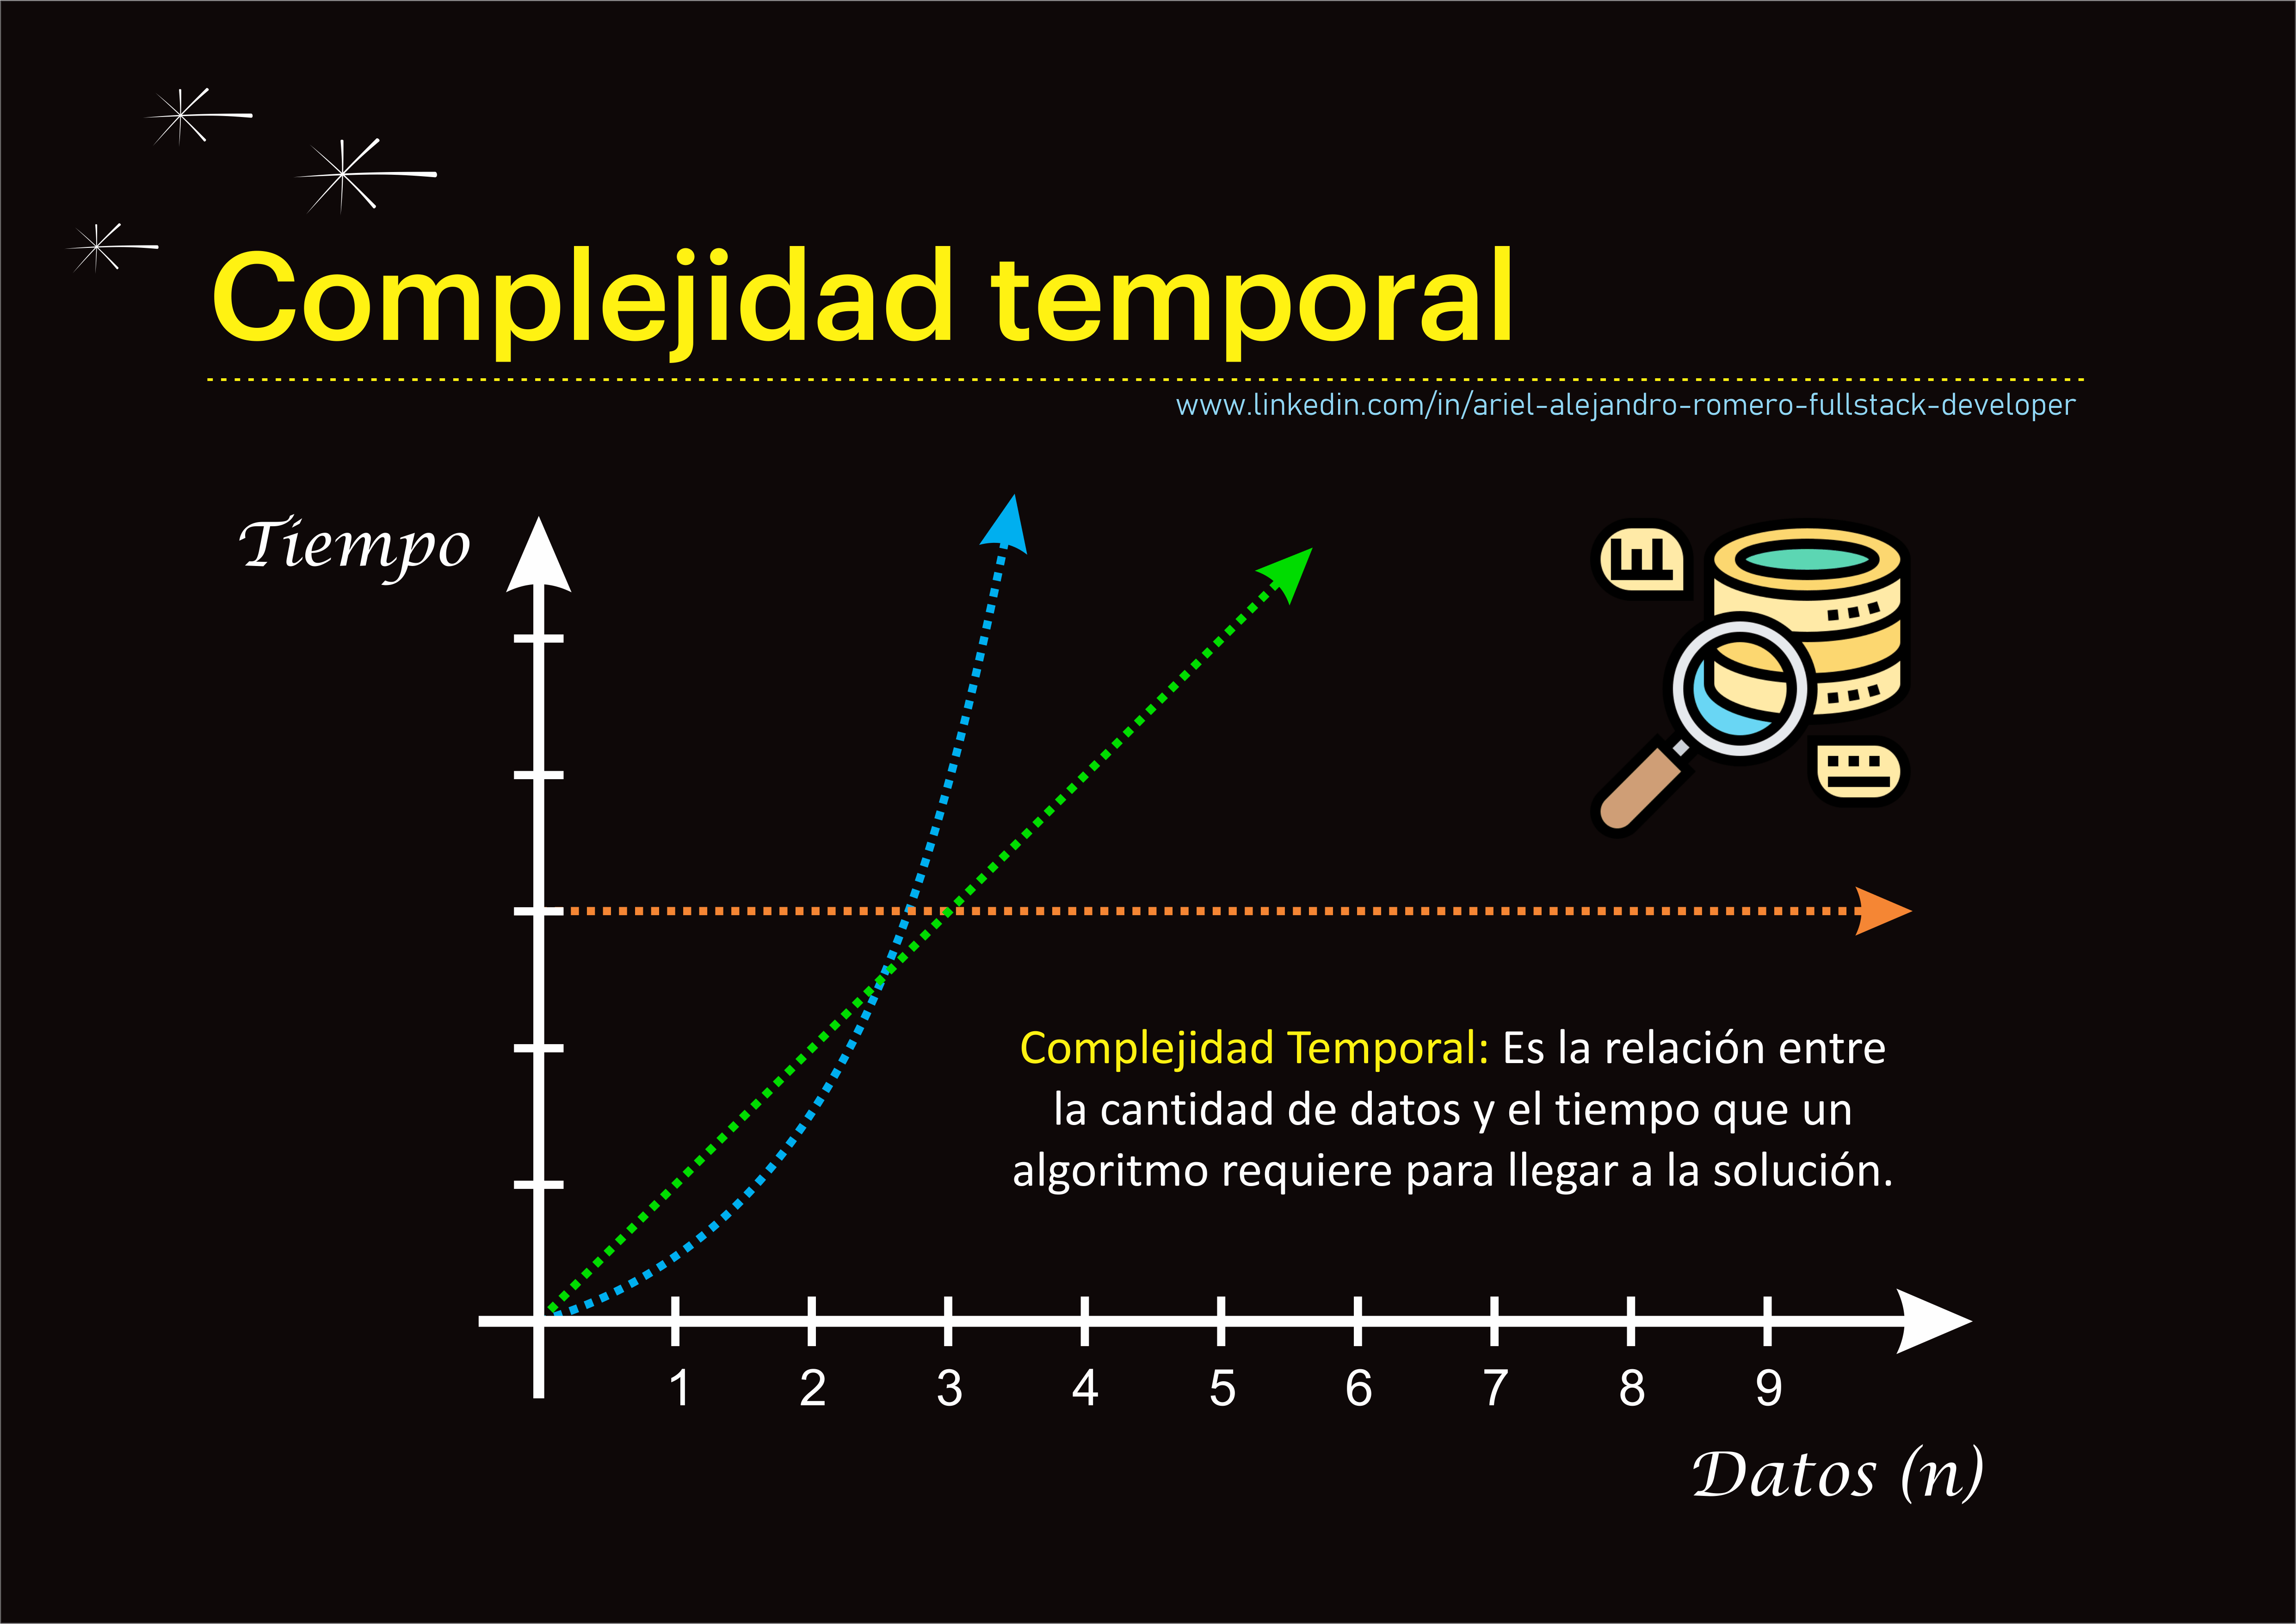 Complejidad temporal
www.linkedin.com/in/ariel-alejandro-romero-fullstack-developer
Tiempo
Complejidad Temporal: Es la relación entre
la cantidad de datos y el tiempo que un
algoritmo requiere para llegar a la solución.
1 2 3 4 5 6 7 8 9
Datos (n)